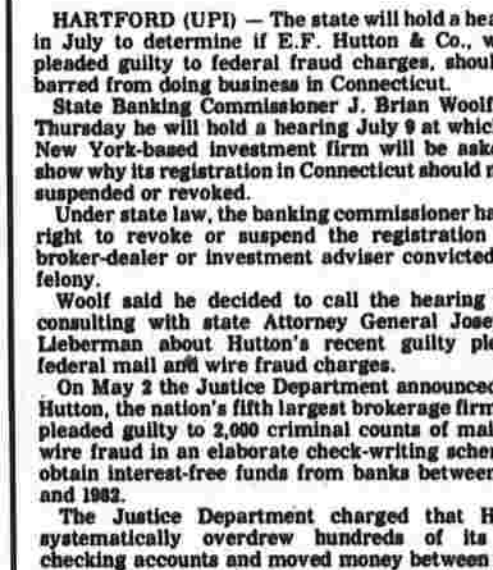 HARTFORD (UPI) — The state will hold a hea
in July to determine if E.F. Hutton & Co., w
pleaded guilty to federal fraud charges, shoul
barred from doing business in Connecticut.
State Banking Commissioner J. Brian Woolf
Thursday he will hold a hearing July 9 at whic
New York-based investment firm will be aske
show why its registration in Connecticut should n
suspended or revoked.
Under state law, the banking commissioner ha
right to revoke or suspend the registration
broker-dealer or investment adviser convicted
felony.
Woolf said he decided to call the hearing
consulting with state Attorney General Jose
Lieberman about Hutton's recent guilty ple
federal mail and wire fraud charges.
On May 2 the Justice Department announced
Hutton, the nation's fifth largest brokerage firm
pleaded guilty to 2,000 criminal counts of mai
wire fraud in an elaborate check-writing schem
obtain interest-free funds from banks between
and 1982.
The Justice Department charged that H
systematically overdrew hundreds of its
checking accounts and moved money between